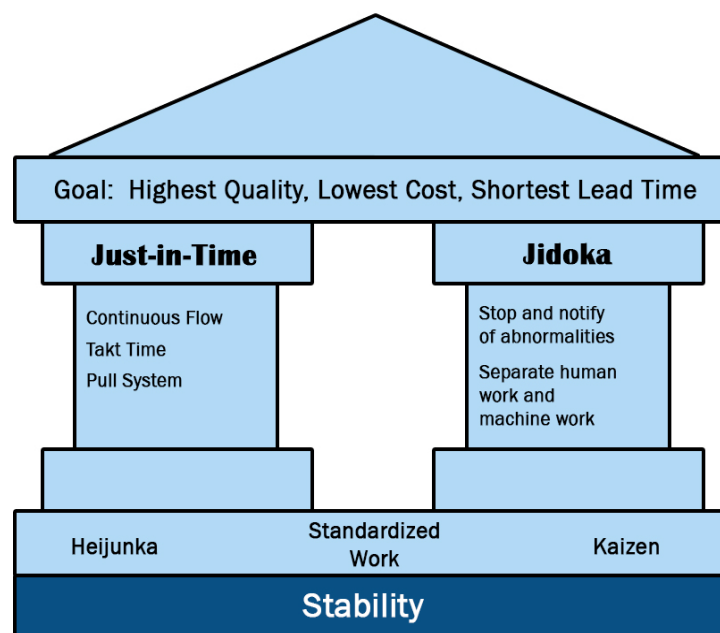 Goal: Highest Quality, Lowest Cost, Shortest Lead Time
Just-in-Time
Continuous Flow
Takt Time
Pull System
Jidoka
Stop and notify
of abnormalities
Separate human
work and
machine work
Heijunka
Standardized
Work
Kaizen
Stability